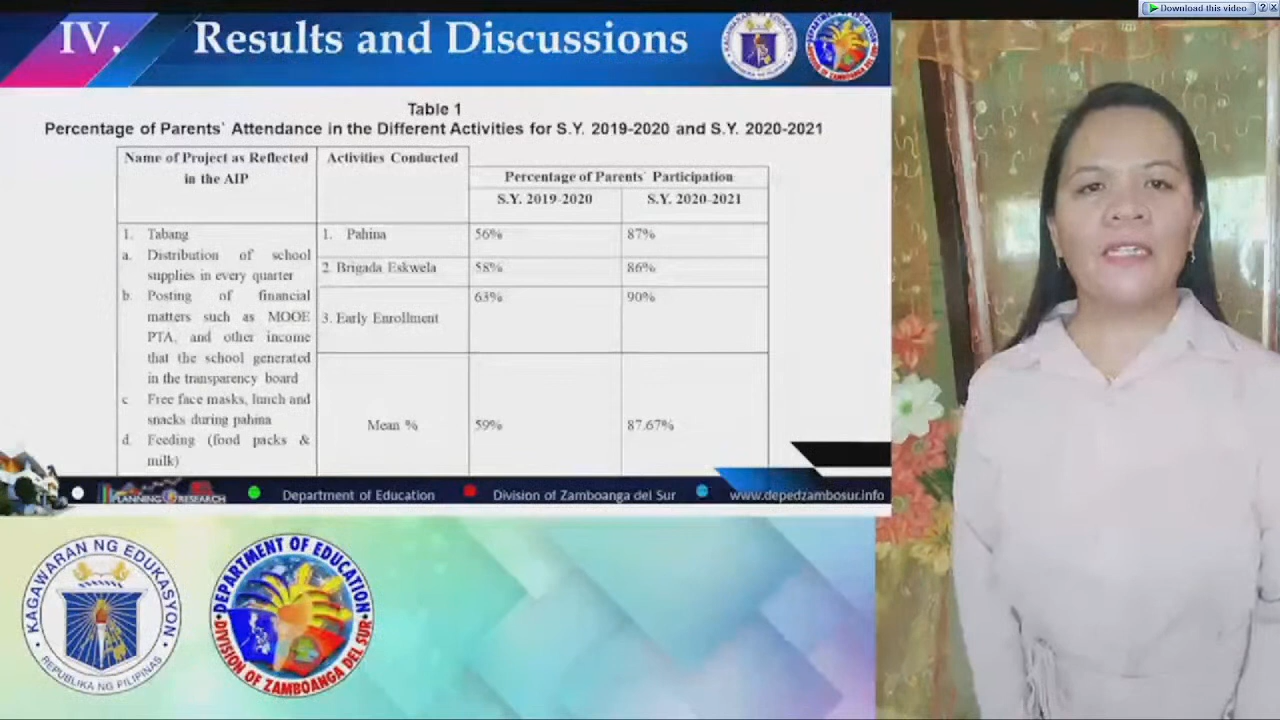 Download this video
IV.
Results and Discussions
Table 1
Percentage of Parents` Attendance in the Different Activities for S.Y. 2019-2020 and S.Y. 2020-2021
Name of Project as Reflected
in the AIP
Activities Conducted
Percentage of Parents` Participation
S.Y. 2019-2020
S.Y. 2020-2021
1. Tabang
a. Distribution of school
supplies in every quarter
b. Posting of financial
matters such as MOOE
PTA, and other income
that the school generated
in the transparency board
c. Free face masks, lunch and
snacks during pahina
d. Feeding (food packs &
milk)
1. Pahina
56%
87%
2. Brigada Eskwela
58%
86%
3. Early Enrollment
63%
90%
Mean %
59%
87.67%
PLANNING RESEARCH
Department of Education
Division of Zamboanga del Sur
www.depedzambosur.info
KAGAWARAN NG EDUKASYON
REPUBLIKA NG PILIPINAS
DEPARTMENT OF EDUCATION
DIVISION OF ZAMBOANGA DEL SUR